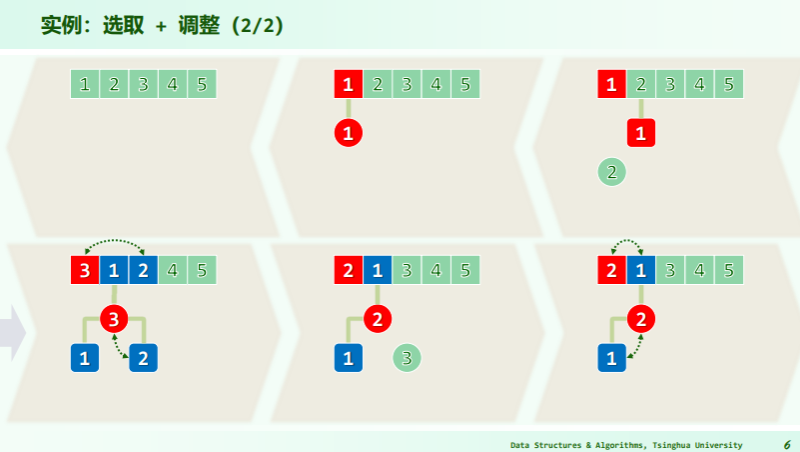 实例：选取 + 调整 (2/2)
1 2 3 4 5
1 2 3 4 5
1
1 2 3 4 5
1
2
3 1 2 4 5
3
1 2
2 1 3 4 5
2
1 3
2 1 3 4 5
2
1
Data Structures & Algorithms, Tsinghua University
6